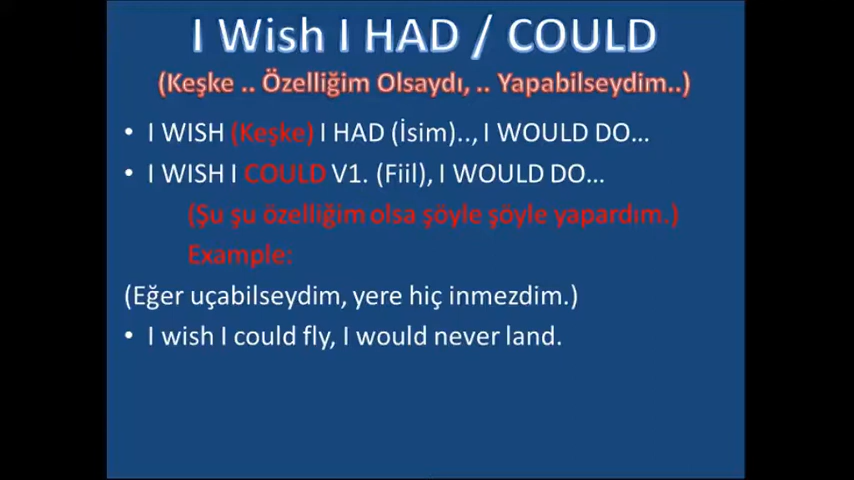 I Wish I HAD / COULD
(Keşke .. Özelliğim Olsaydı, .. Yapabilseydim..)
• I WISH (Keşke) I HAD (İsim).., I WOULD DO...
• I WISH I COULD V1. (Fiil), I WOULD DO...
(Şu şu özelliğim olsa şöyle şöyle yapardım.)
Example:
(Eğer uçabilseydim, yere hiç inmezdim.)
• I wish I could fly, I would never land.